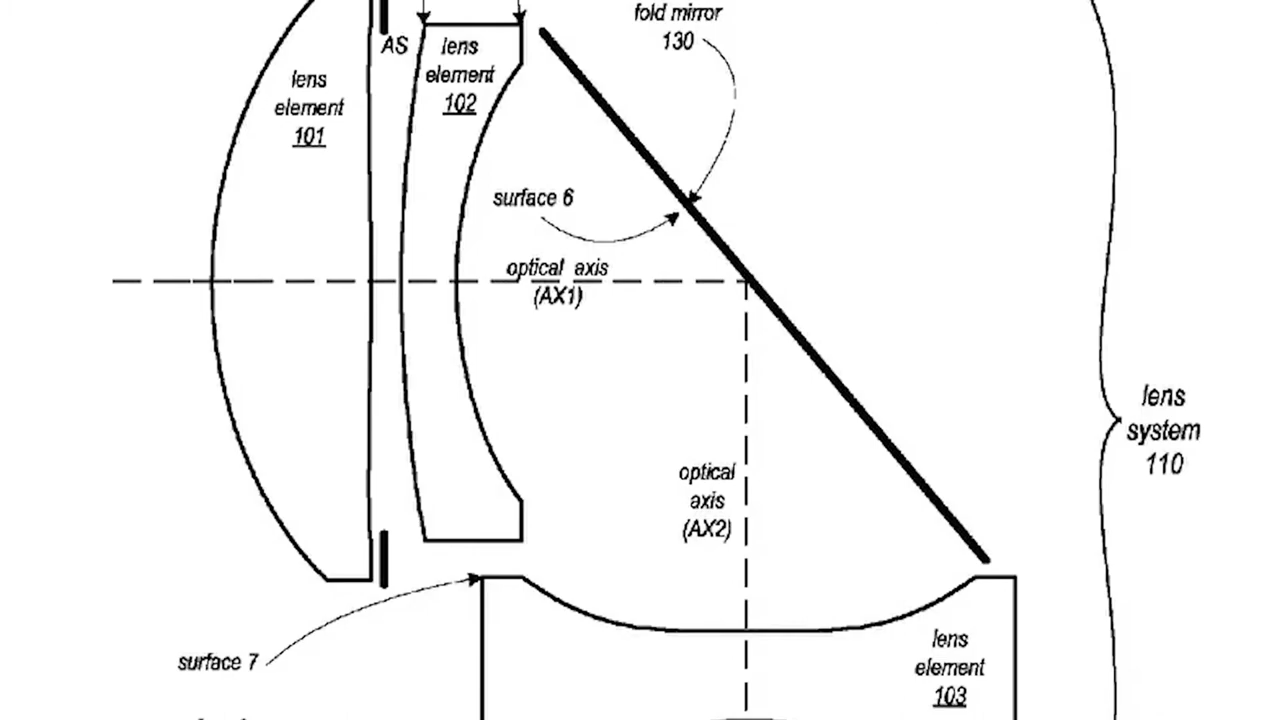 fold mirror
130
AS
lens
element
102
lens
element
101
surface 6
optical axis
(AX1)
lens
system
110
optical
axis
(AX2)
surface 7
lens
element
103